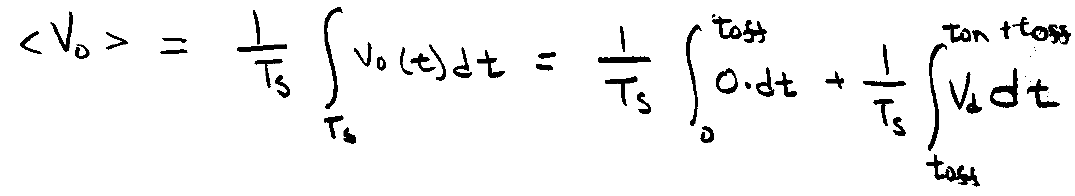 <V₀> = 1/Tₛ ∫_{Tₛ} v₀(t)dt = 1/Tₛ ∫_{0}^{toff} 0·dt + 1/Tₛ ∫_{toff}^{ton+toff} V_d dt